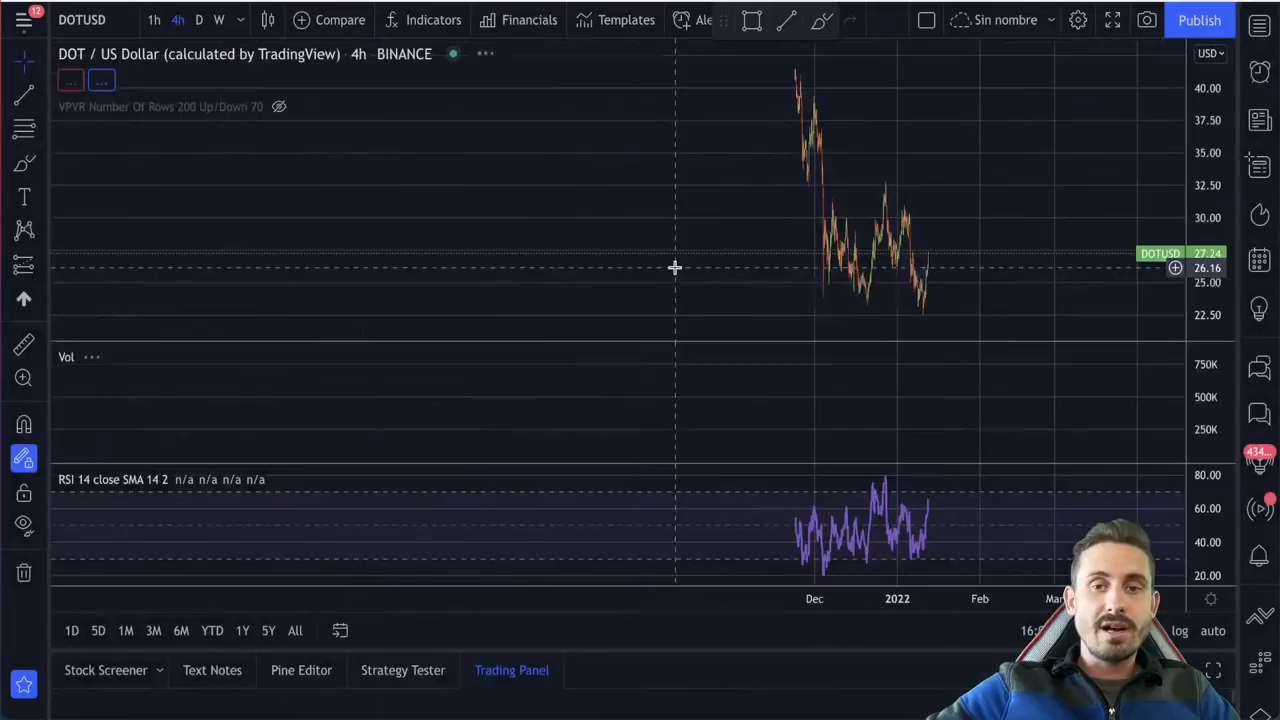 12
DOTUSD
1h 4h D W
Compare
Indicators
Financials
Templates
Ale
Sin nombre
Publish
DOT / US Dollar (calculated by TradingView) 4h BINANCE
USD
... ...
VPVR Number Of Rows 200 Up/Down 70
40.00
37.50
35.00
32.50
30.00
DOTUSD 27.24
26.16
25.00
22.50
Vol
750K
500K
250K
RSI 14 close SMA 14 2 n/a n/a n/a n/a
80.00
60.00
40.00
20.00
434...
Dec 2022 Feb Mar
1D 5D 1M 3M 6M YTD 1Y 5Y All
16:
log auto
Stock Screener Text Notes Pine Editor Strategy Tester Trading Panel